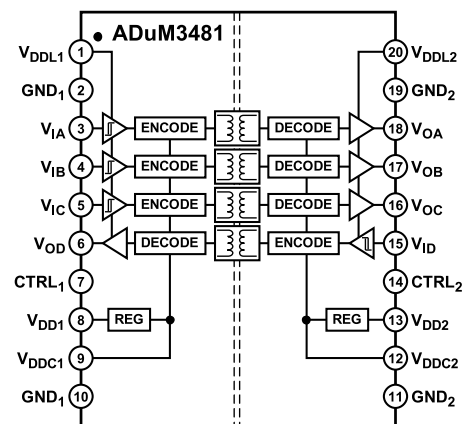 ADuM3481
VDDL1 1 20 VDDL2
GND1 2 19 GND2
VIA 3 ENCODE DECODE 18 VOA
VIB 4 ENCODE DECODE 17 VOB
VIC 5 ENCODE DECODE 16 VOC
VOD 6 DECODE ENCODE 15 VID
CTRL1 7 14 CTRL2
VDD1 8 REG REG 13 VDD2
VDDC1 9 12 VDDC2
GND1 10 11 GND2